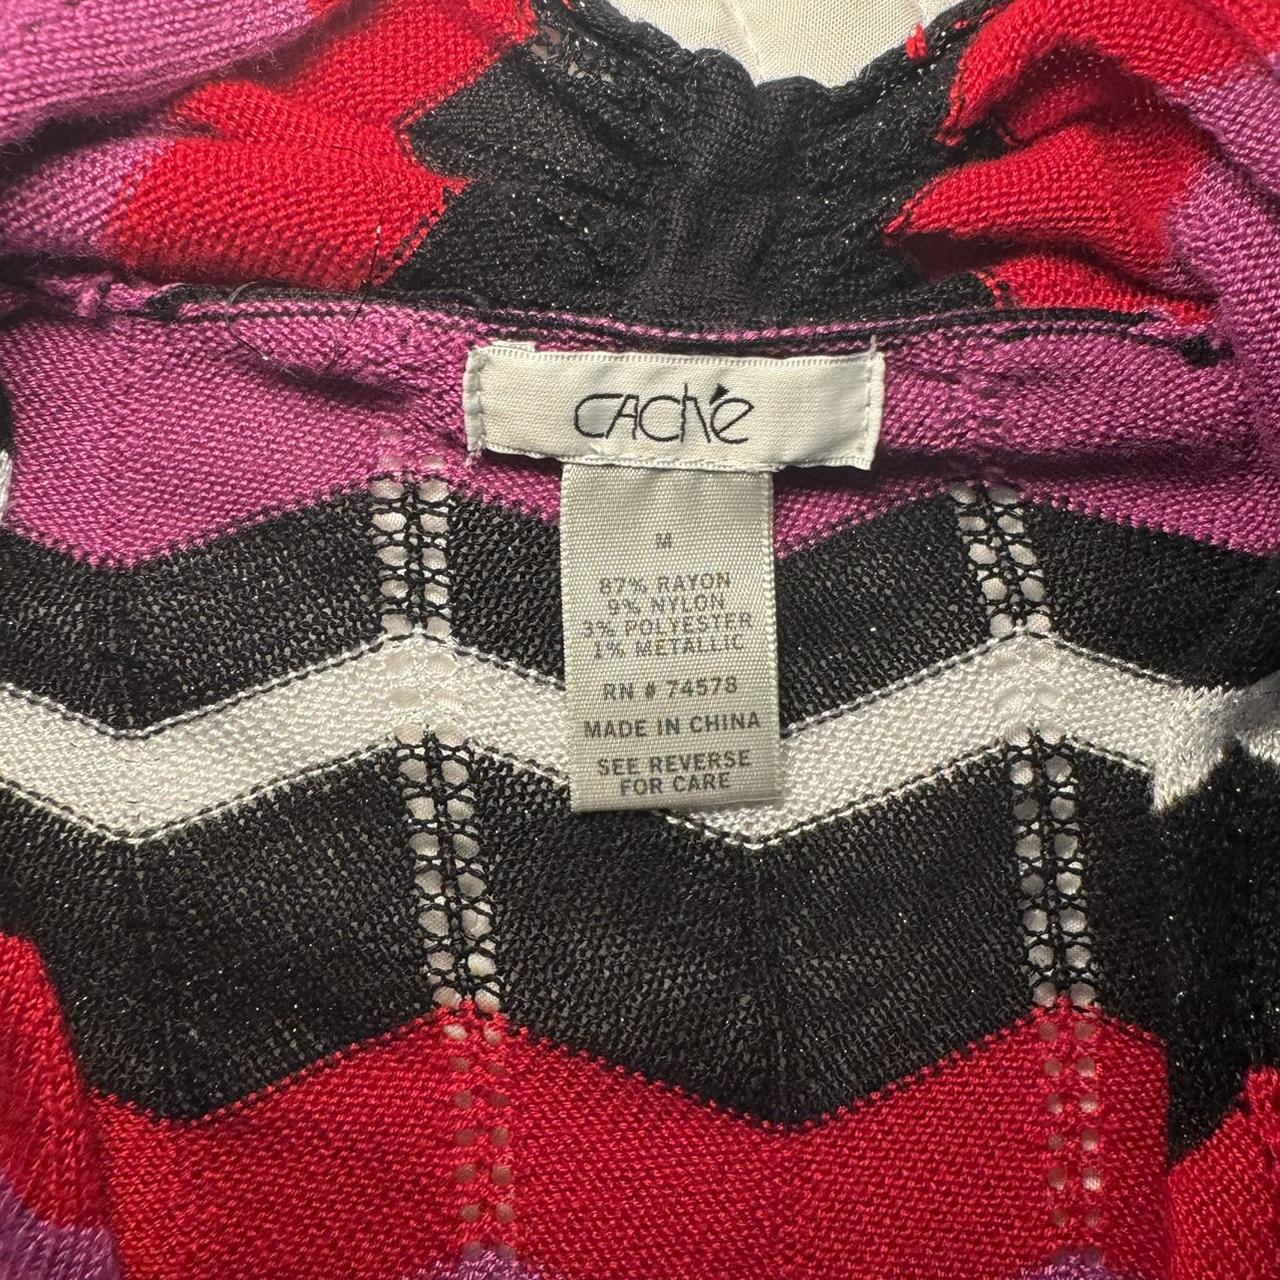 CACHÉ
M
87% RAYON
9% NYLON
3% POLYESTER
1% METALLIC
RN # 74578
MADE IN CHINA
SEE REVERSE
FOR CARE